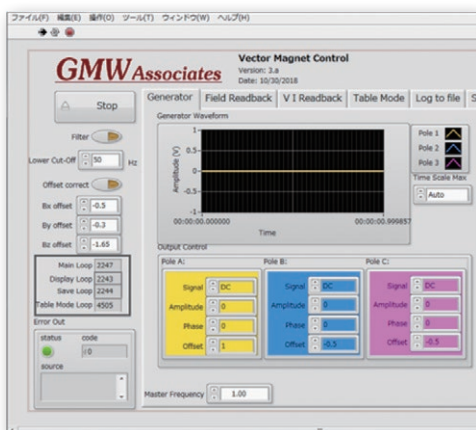 ファイル(F) 編集(E) 操作(O) ツール(T) ウィンドウ(W) ヘルプ(H)
GMW Associates
Vector Magnet Control
Version: 3.a
Date: 10/30/2018
Stop
Filter
Lower Cut-Off 50 Hz
Offset correct
Bx offset -0.5
By offset -0.3
Bz offset -1.65
Main Loop 2247
Display Loop 2243
Save Loop 2244
Table Mode Loop 4505
Error Out
status code
0
source
Generator Field Readback V I Readback Table Mode Log to file S
Generator Waveform
Amplitude (V)
1
0.5
0
-0.5
-1
00:00:00.000000 00:00:00.999857
Time
Pole 1
Pole 2
Pole 3
Time Scale Max
Auto
Output Control
Pole A: Pole B: Pole C:
Signal DC Signal DC Signal DC
Amplitude 0 Amplitude 0 Amplitude 0
Phase 0 Phase 0 Phase 0
Offset 1 Offset -0.5 Offset -0.5
Master Frequency 1.00